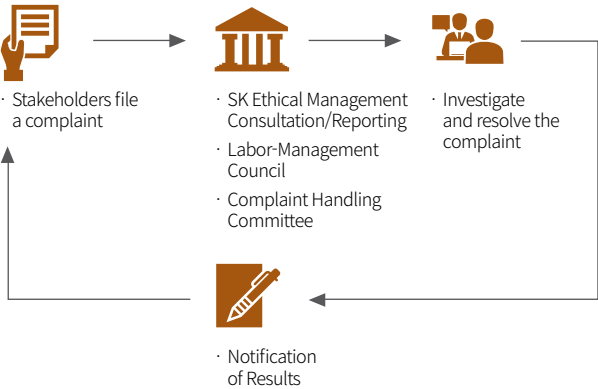 · Stakeholders file
a complaint
· SK Ethical Management
Consultation/Reporting
· Labor-Management
Council
· Complaint Handling
Committee
· Investigate
and resolve the
complaint
· Notification
of Results